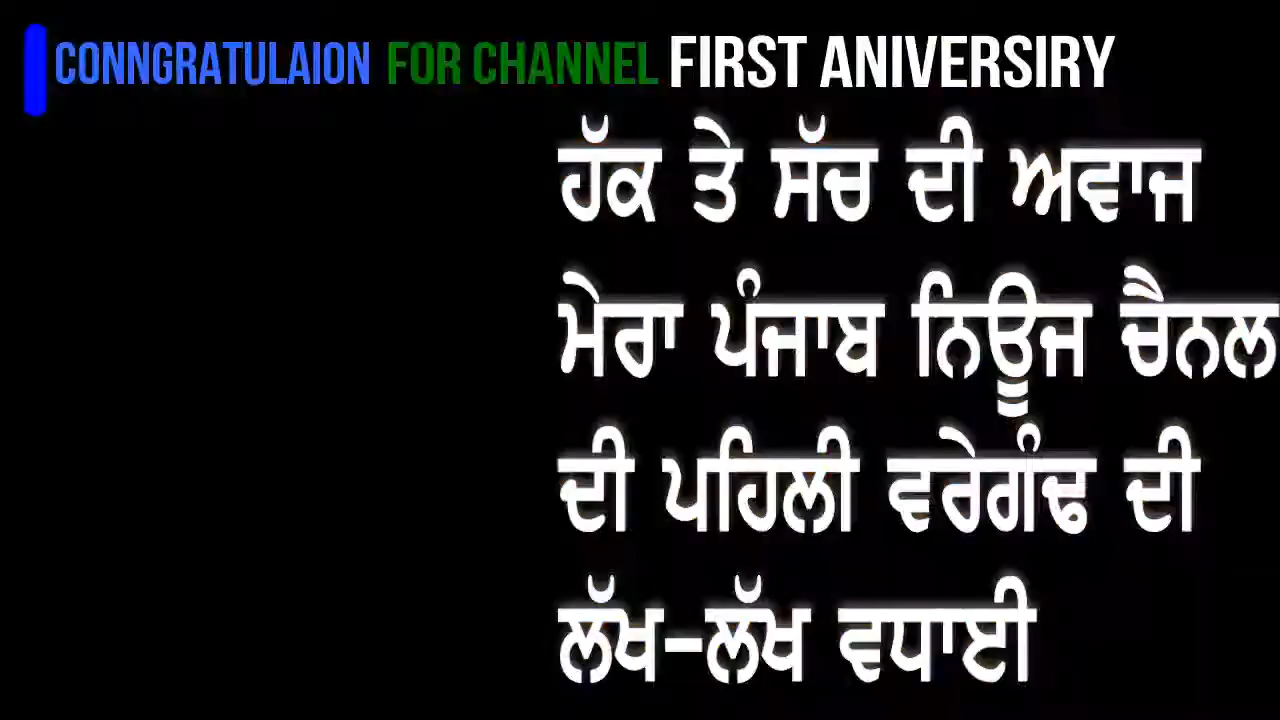 CONNGRATULAION FOR CHANNEL FIRST ANIVERSIRY
ਹੱਕ ਤੇ ਸੱਚ ਦੀ ਅਵਾਜ
ਮੇਰਾ ਪੰਜਾਬ ਨਿਊਜ ਚੈਨਲ
ਦੀ ਪਹਿਲੀ ਵਰੇਗੰਢ ਦੀ
ਲੱਖ-ਲੱਖ ਵਧਾਈ